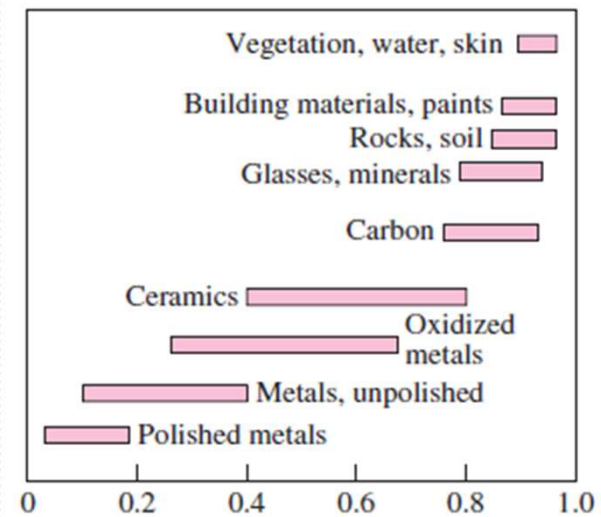 Vegetation, water, skin
Building materials, paints
Rocks, soil
Glasses, minerals
Carbon
Ceramics
Oxidized
metals
Metals, unpolished
Polished metals
0 0.2 0.4 0.6 0.8 1.0